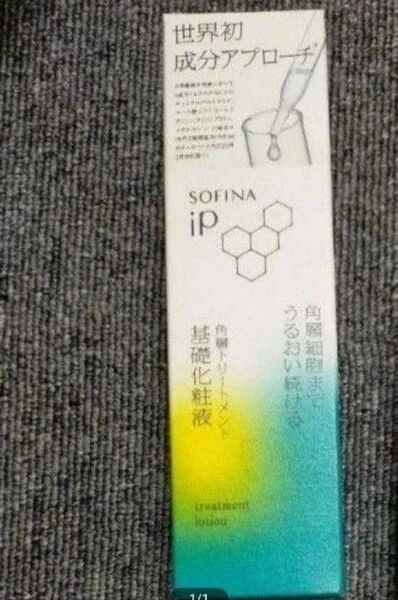 世界初
成分アプローチ*
SOFINA
iP
角層細胞まで
うるおい続ける
角層トリートメント
基礎化粧液
treatment
lotion
1/1